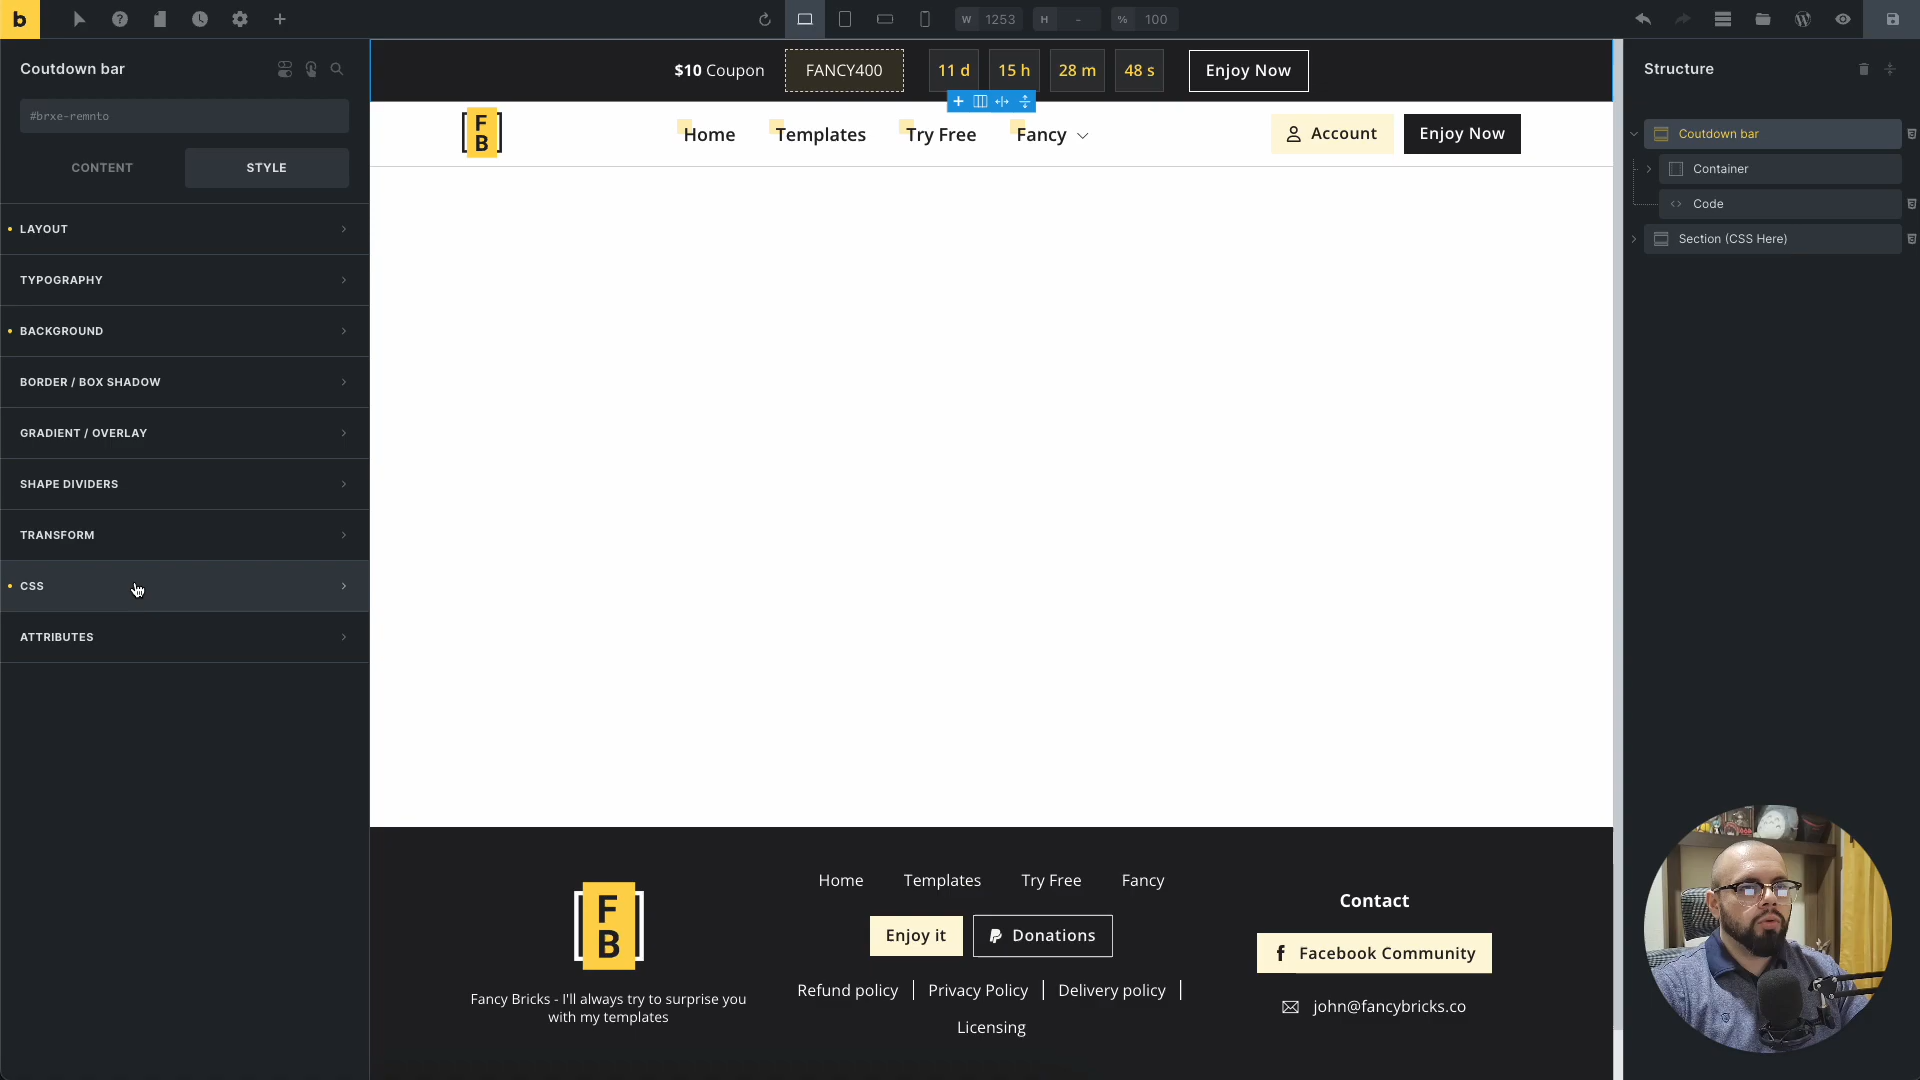 b
W 1253 H - % 100
Coutdown bar
#brxe-remnto
CONTENT STYLE
LAYOUT
TYPOGRAPHY
BACKGROUND
BORDER / BOX SHADOW
GRADIENT / OVERLAY
SHAPE DIVIDERS
TRANSFORM
CSS
ATTRIBUTES
$10 Coupon FANCY400 11 d 15 h 28 m 48 s Enjoy Now
F
B
Home Templates Try Free Fancy Account Enjoy Now
F
B
Fancy Bricks - I'll always try to surprise you
with my templates
Home Templates Try Free Fancy
Enjoy it Donations
Refund policy Privacy Policy Delivery policy
Licensing
Contact
Facebook Community
john@fancybricks.co
Structure
Coutdown bar
Container
Code
Section (CSS Here)